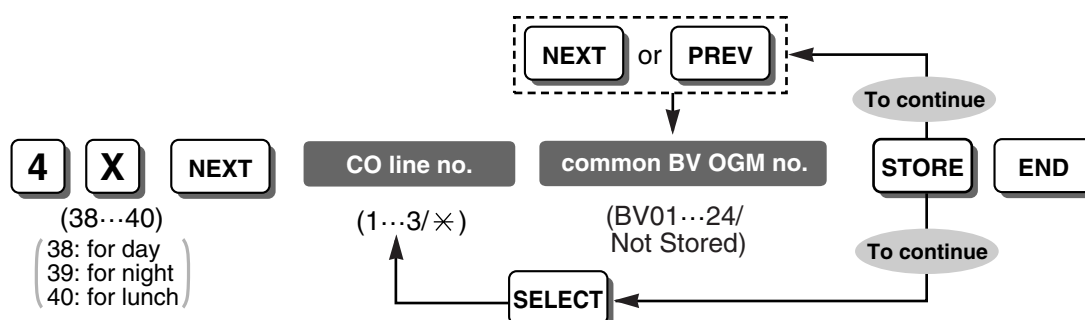 NEXT or PREV
To continue
4 X NEXT CO line no. common BV OGM no. STORE END
(38···40)
38: for day
39: for night
40: for lunch
(1···3/✳)
(BV01···24/
Not Stored)
To continue
SELECT